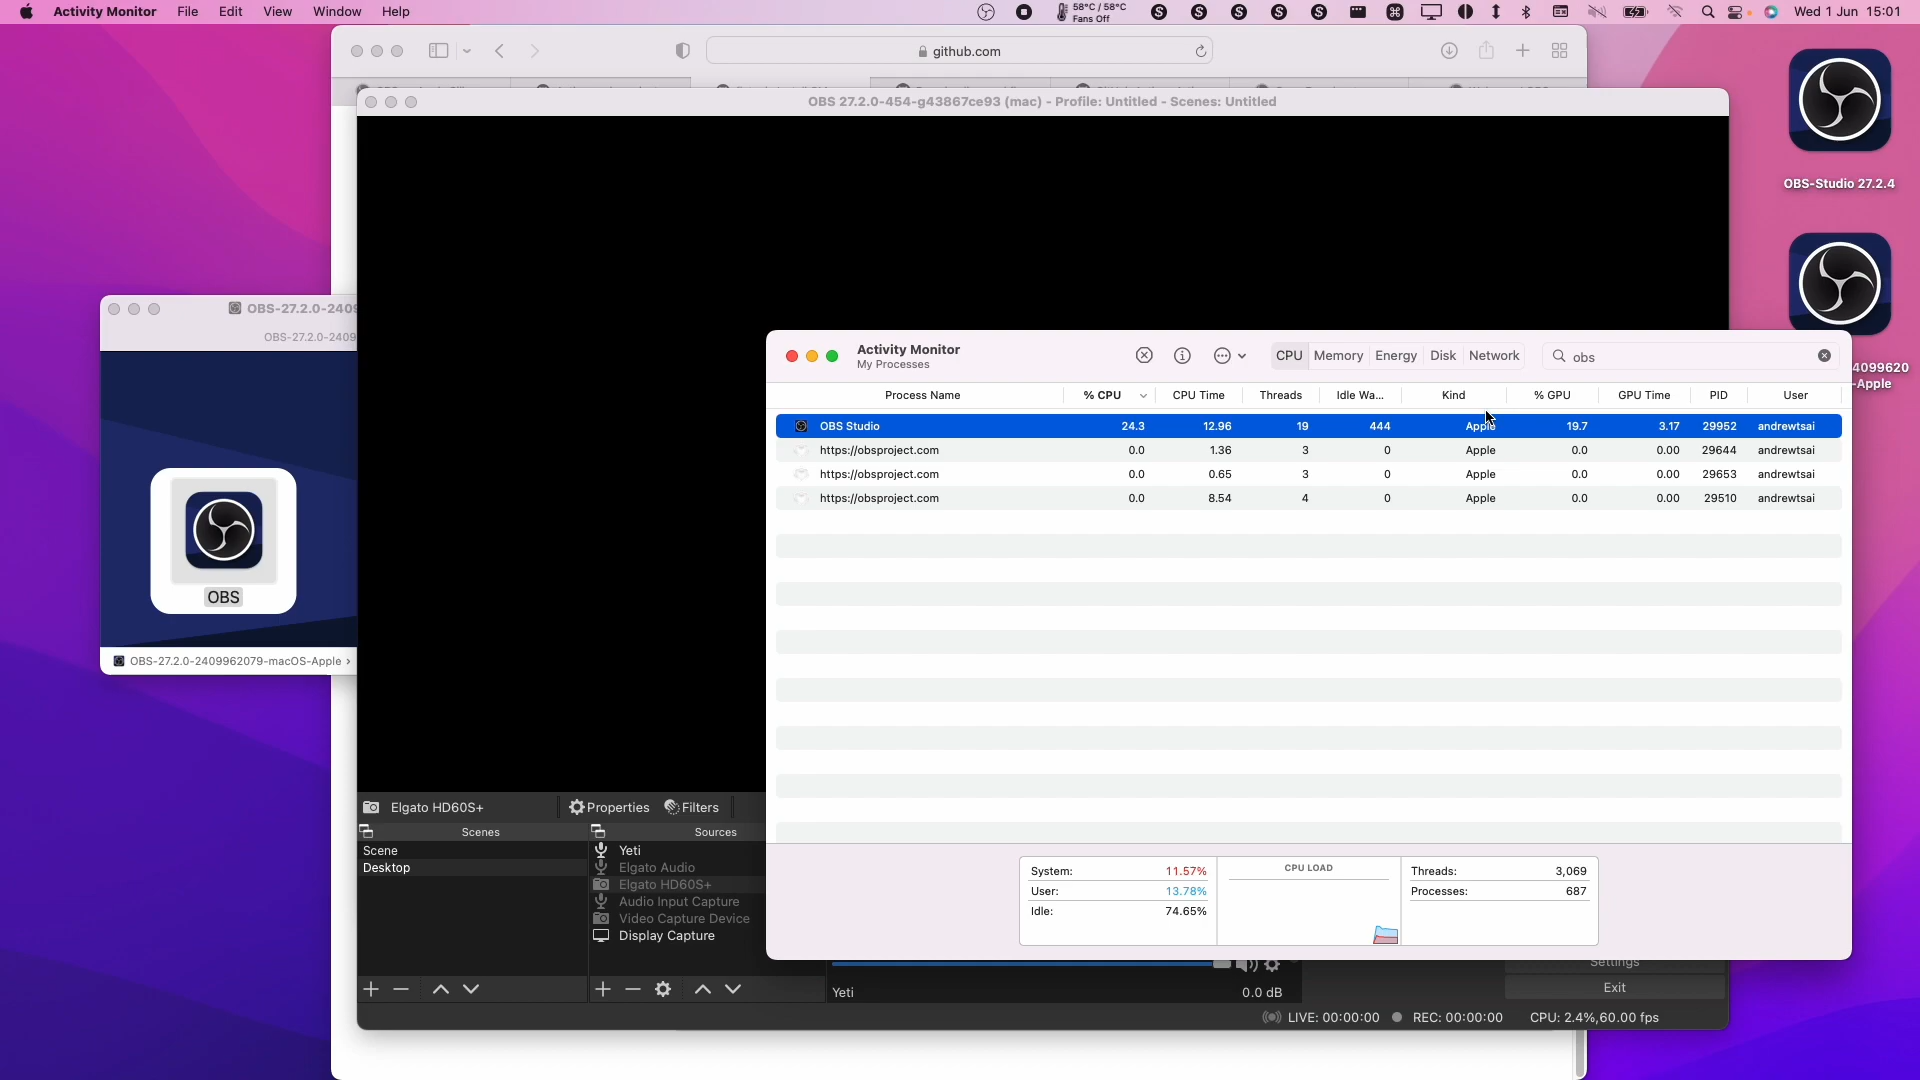 Activity Monitor File Edit View Window Help
58°C / 58°C
Fans Off
Wed 1 Jun 15:01
github.com
OBS 27.2.0-454-g43867ce93 (mac) - Profile: Untitled - Scenes: Untitled
OBS-Studio 27.2.4
4099620
-Apple
OBS-27.2.0-2409
OBS-27.2.0-2409
OBS
OBS-27.2.0-2409962079-macOS-Apple ›
Activity Monitor
My Processes
CPU Memory Energy Disk Network
obs
Process Name % CPU CPU Time Threads Idle Wa... Kind % GPU GPU Time PID User
OBS Studio 24.3 12.96 19 444 Apple 19.7 3.17 29952 andrewtsai
https://obsproject.com 0.0 1.36 3 0 Apple 0.0 0.00 29644 andrewtsai
https://obsproject.com 0.0 0.65 3 0 Apple 0.0 0.00 29653 andrewtsai
https://obsproject.com 0.0 8.54 4 0 Apple 0.0 0.00 29510 andrewtsai
System: 11.57%
User: 13.78%
Idle: 74.65%
CPU LOAD
Threads: 3,069
Processes: 687
Elgato HD60S+ Properties Filters
Scenes
Scene
Desktop
Sources
Yeti
Elgato Audio
Elgato HD60S+
Audio Input Capture
Video Capture Device
Display Capture
Yeti 0.0 dB
Settings
Exit
LIVE: 00:00:00 REC: 00:00:00 CPU: 2.4%,60.00 fps